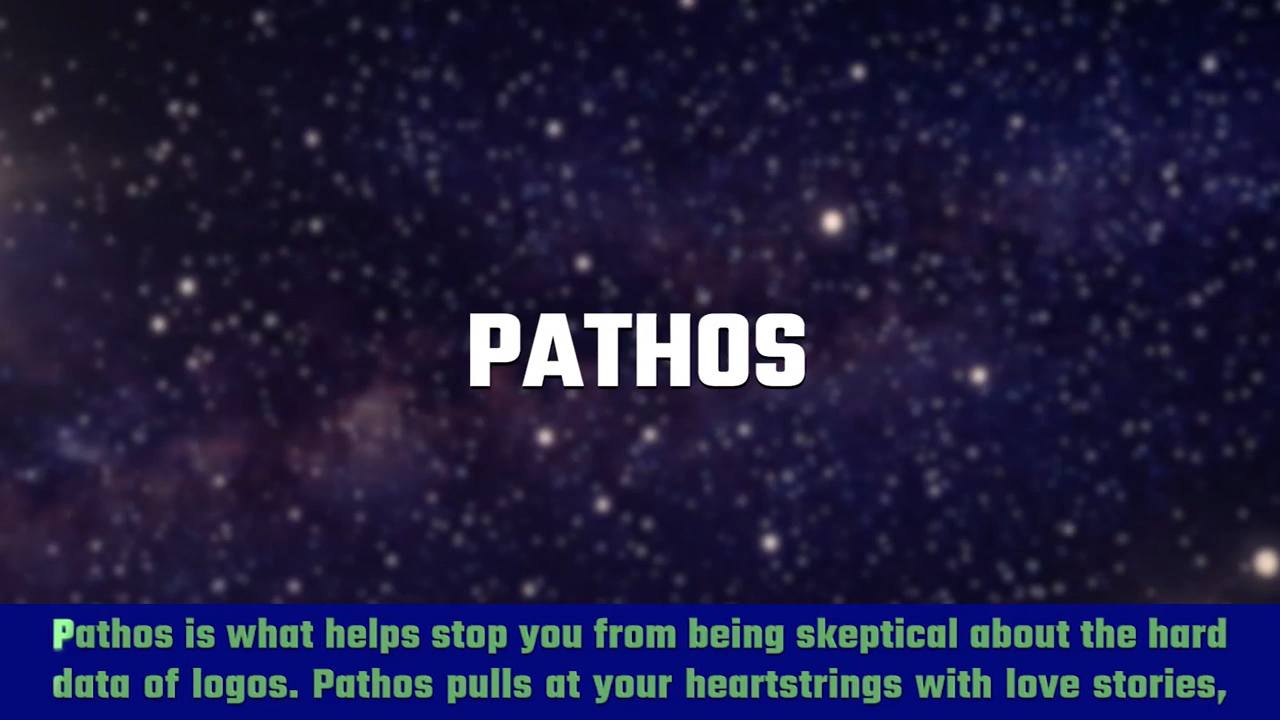 PATHOS
Pathos is what helps stop you from being skeptical about the hard
data of logos. Pathos pulls at your heartstrings with love stories,